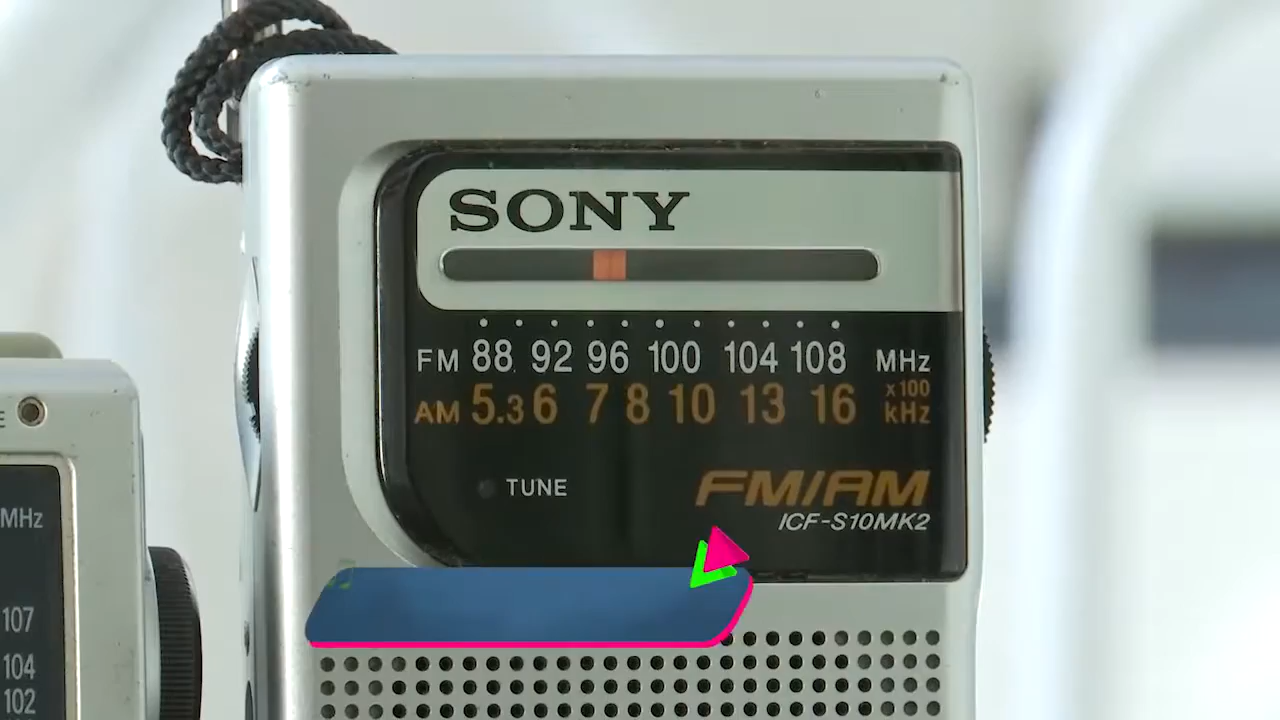 SONY
FM 88 92 96 100 104 108 MHz
AM 5.3 6 7 8 10 13 16 x100 kHz
TUNE
FM/AM
ICF-S10MK2
E
MHz
107
104
102